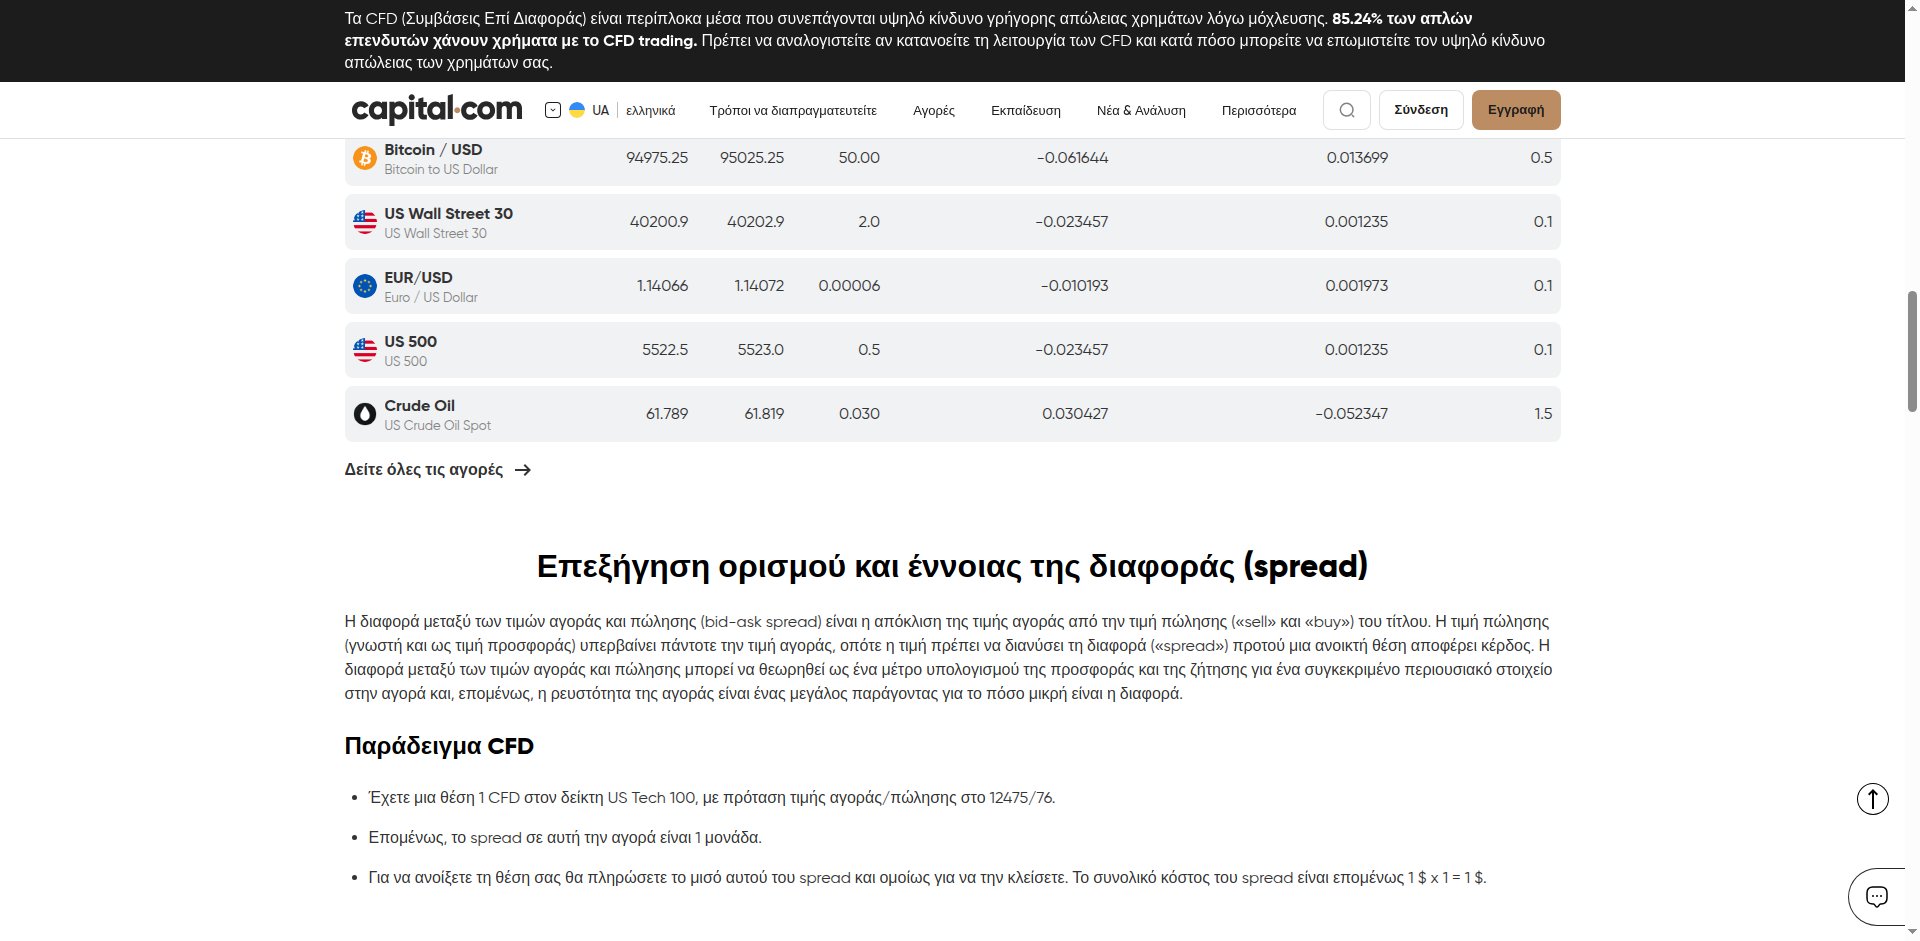 Τα CFD (Συμβάσεις Επί Διαφοράς) είναι περίπλοκα μέσα που συνεπάγονται υψηλό κίνδυνο γρήγορης απώλειας χρημάτων λόγω μόχλευσης. 85.24% των απλών
επενδυτών χάνουν χρήματα με το CFD trading. Πρέπει να αναλογιστείτε αν κατανοείτε τη λειτουργία των CFD και κατά πόσο μπορείτε να επωμιστείτε τον υψηλό κίνδυνο
απώλειας των χρημάτων σας.
capital.com UA ελληνικά Τρόποι να διαπραγματευτείτε Αγορές Εκπαίδευση Νέα & Ανάλυση Περισσότερα Σύνδεση Εγγραφή
Bitcoin / USD 94975.25 95025.25 50.00 -0.061644 0.013699 0.5
Bitcoin to US Dollar
US Wall Street 30 40200.9 40202.9 2.0 -0.023457 0.001235 0.1
US Wall Street 30
EUR/USD 1.14066 1.14072 0.00006 -0.010193 0.001973 0.1
Euro / US Dollar
US 500 5522.5 5523.0 0.5 -0.023457 0.001235 0.1
US 500
Crude Oil 61.789 61.819 0.030 0.030427 -0.052347 1.5
US Crude Oil Spot
Δείτε όλες τις αγορές
Επεξήγηση ορισμού και έννοιας της διαφοράς (spread)
Η διαφορά μεταξύ των τιμών αγοράς και πώλησης (bid-ask spread) είναι η απόκλιση της τιμής αγοράς από την τιμή πώλησης («sell» και «buy») του τίτλου. Η τιμή πώλησης
(γνωστή και ως τιμή προσφοράς) υπερβαίνει πάντοτε την τιμή αγοράς, οπότε η τιμή πρέπει να διανύσει τη διαφορά («spread») προτού μια ανοικτή θέση αποφέρει κέρδος. Η
διαφορά μεταξύ των τιμών αγοράς και πώλησης μπορεί να θεωρηθεί ως ένα μέτρο υπολογισμού της προσφοράς και της ζήτησης για ένα συγκεκριμένο περιουσιακό στοιχείο
στην αγορά και, επομένως, η ρευστότητα της αγοράς είναι ένας μεγάλος παράγοντας για το πόσο μικρή είναι η διαφορά.
Παράδειγμα CFD
• Έχετε μια θέση 1 CFD στον δείκτη US Tech 100, με πρόταση τιμής αγοράς/πώλησης στο 12475/76.
• Επομένως, το spread σε αυτή την αγορά είναι 1 μονάδα.
• Για να ανοίξετε τη θέση σας θα πληρώσετε το μισό αυτού του spread και ομοίως για να την κλείσετε. Το συνολικό κόστος του spread είναι επομένως 1 $ x 1 = 1 $.